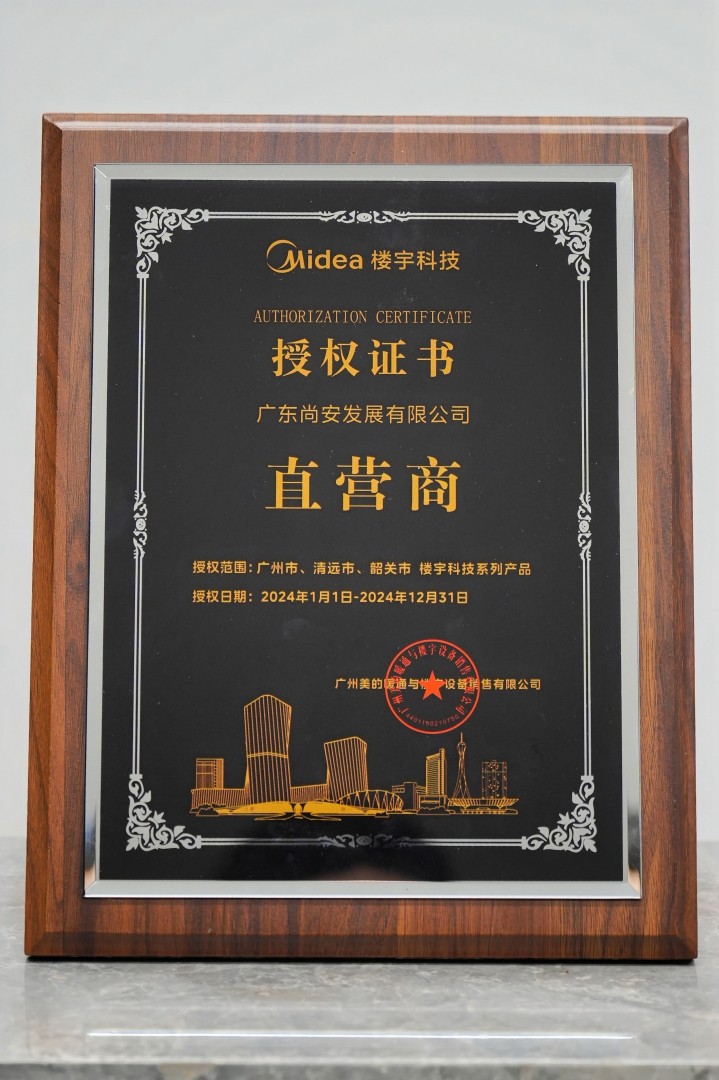 Midea 楼宇科技
AUTHORIZATION CERTIFICATE
授权证书
广东尚安发展有限公司
直营商
授权范围：广州市、清远市、韶关市 楼宇科技系列产品
授权日期：2024年1月1日-2024年12月31日
广州美的暖通与楼宇设备销售有限公司